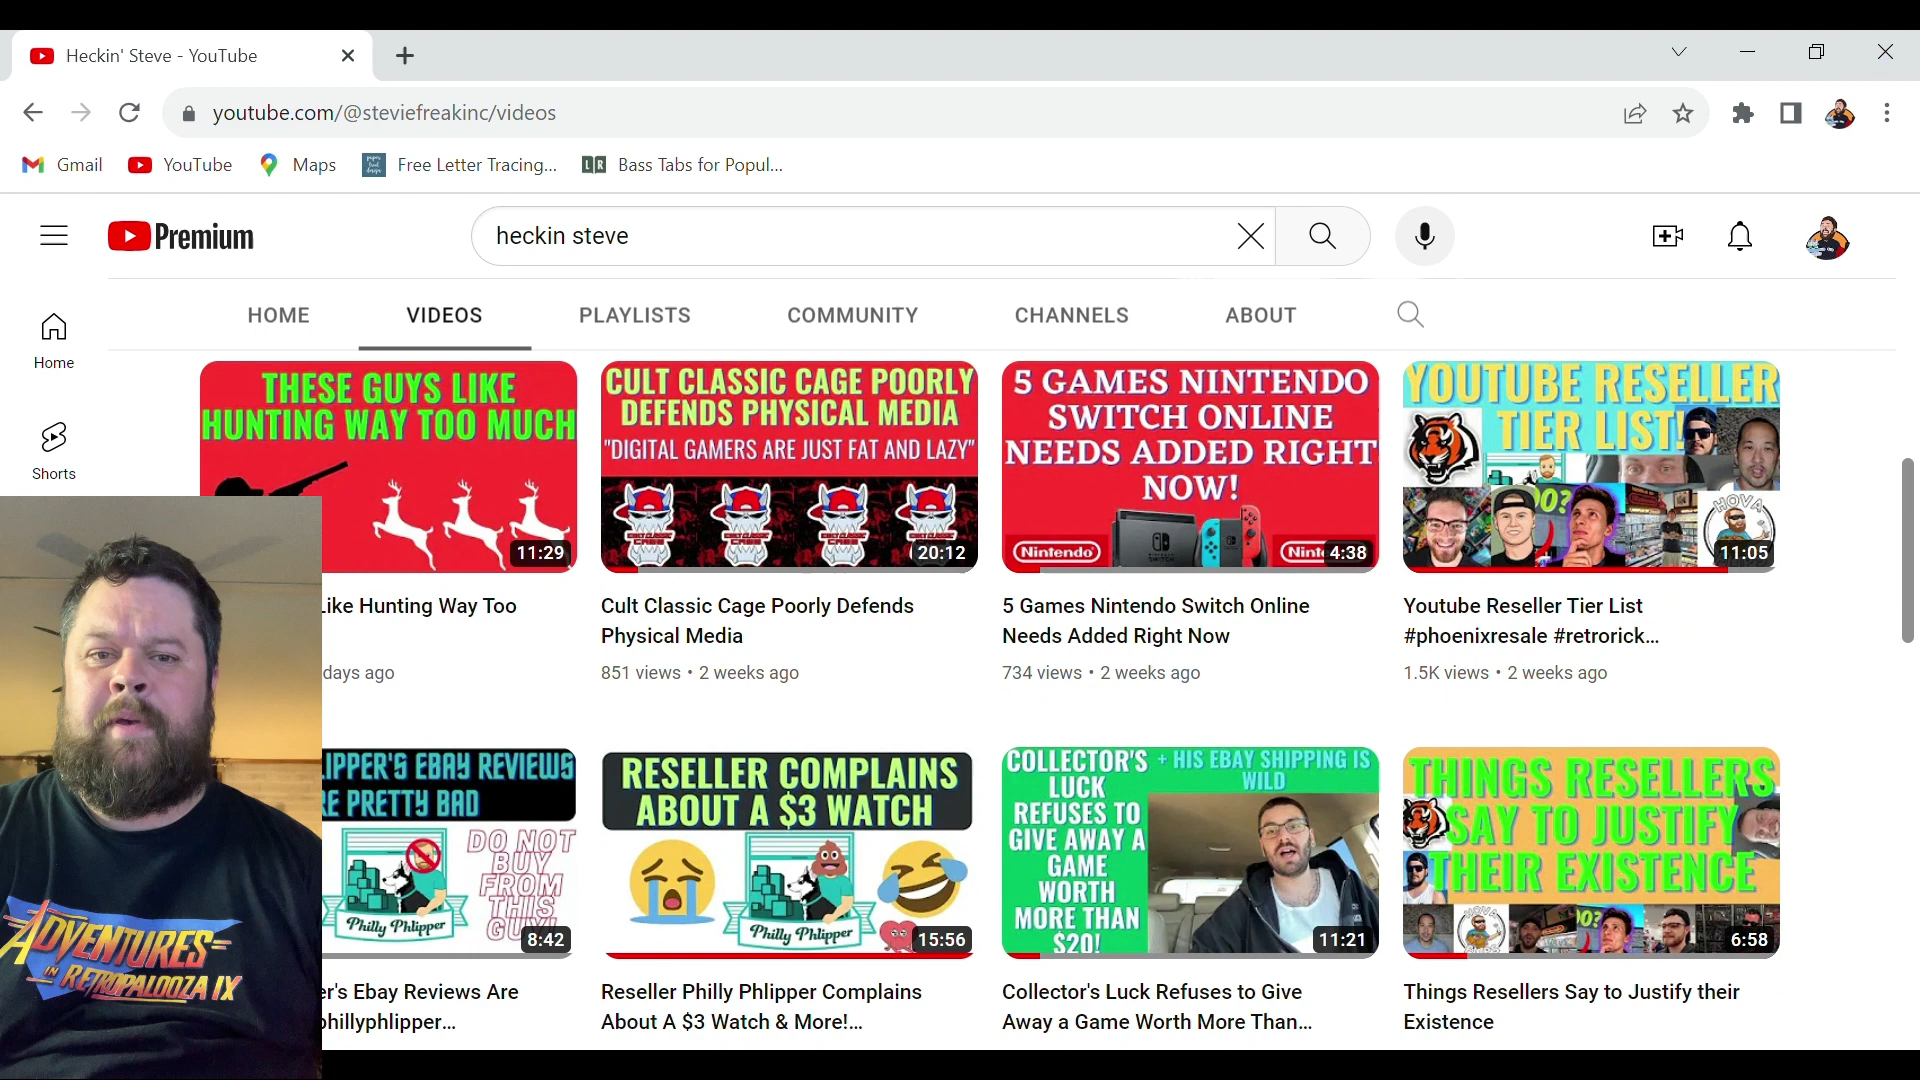 Heckin' Steve - YouTube
youtube.com/@steviefreakinc/videos
Gmail
YouTube
Maps
Free Letter Tracing...
Bass Tabs for Popul...
Premium
heckin steve
HOME
VIDEOS
PLAYLISTS
COMMUNITY
CHANNELS
ABOUT
Home
Shorts
THESE GUYS LIKE
HUNTING WAY TOO MUCH
11:29
CULT CLASSIC CAGE POORLY
DEFENDS PHYSICAL MEDIA
"DIGITAL GAMERS ARE JUST FAT AND LAZY"
20:12
5 GAMES NINTENDO
SWITCH ONLINE
NEEDS ADDED RIGHT
NOW!
Nintendo
Nint
4:38
YOUTUBE RESELLER
TIER LIST!
OO?
HOVA
11:05
Like Hunting Way Too
days ago
Cult Classic Cage Poorly Defends
Physical Media
851 views • 2 weeks ago
5 Games Nintendo Switch Online
Needs Added Right Now
734 views • 2 weeks ago
Youtube Reseller Tier List
#phoenixresale #retrorick...
1.5K views • 2 weeks ago
LIPPER'S EBAY REVIEWS
RE PRETTY BAD
DO NOT
BUY
FROM
THIS
GUY
Philly Phlipper
8:42
RESELLER COMPLAINS
ABOUT A $3 WATCH
Philly Phlipper
15:56
COLLECTOR'S
LUCK
REFUSES TO
GIVE AWAY A
GAME
WORTH
MORE THAN
$20!
+ HIS EBAY SHIPPING IS
WILD
11:21
THINGS RESELLERS
SAY TO JUSTIFY
THEIR EXISTENCE
HOVA
OO?
6:58
er's Ebay Reviews Are
phillyphlipper...
Reseller Philly Phlipper Complains
About A $3 Watch & More!...
Collector's Luck Refuses to Give
Away a Game Worth More Than...
Things Resellers Say to Justify their
Existence
ADVENTURES
IN RETROPALOOZA IX